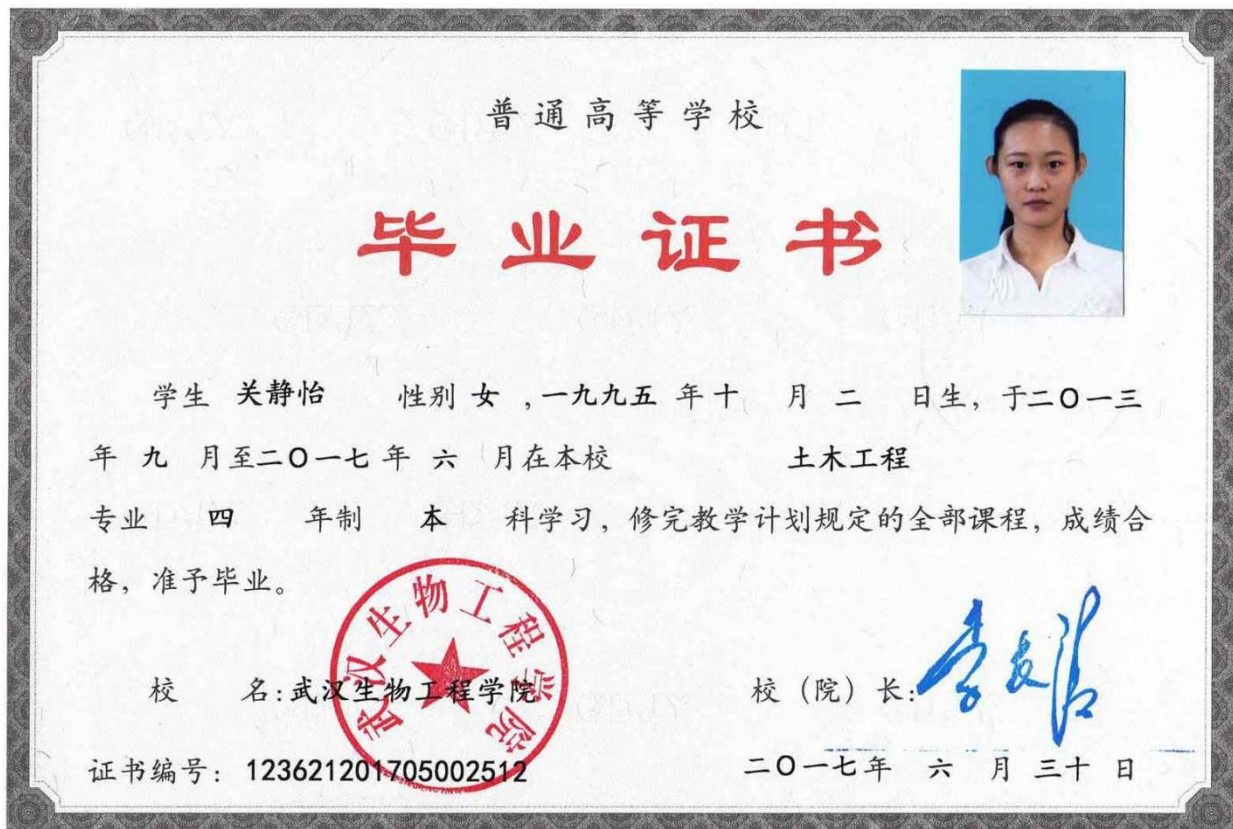 普通高等学校
毕业证书
学生 关静怡 性别 女 ，一九九五 年 十 月 二 日生，于二〇一三
年 九 月至二〇一七 年 六 月在本校 土木工程
专业 四 年制 本 科学习，修完教学计划规定的全部课程，成绩合
格，准予毕业。
武汉生物工程学院
校 名：武汉生物工程学院 校（院）长：
证书编号：123621201705002512 二〇一七年 六 月 三十 日